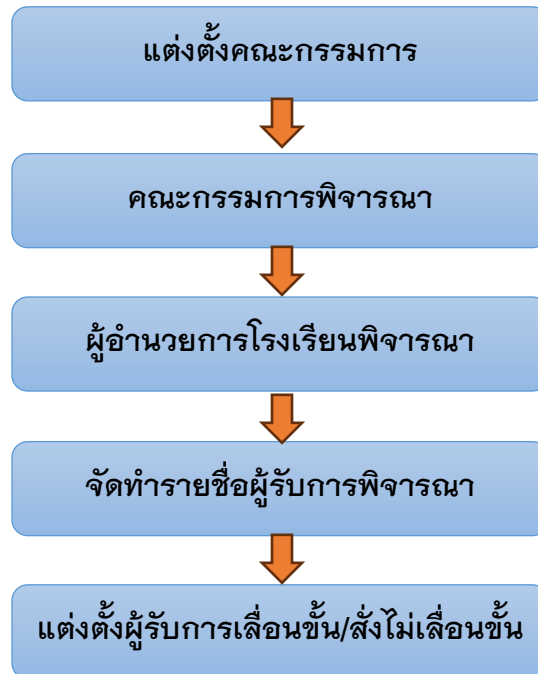 แต่งตั้งคณะกรรมการ
คณะกรรมการพิจารณา
ผู้อำนวยการโรงเรียนพิจารณา
จัดทำรายชื่อผู้รับการพิจารณา
แต่งตั้งผู้รับการเลื่อนขั้น/สั่งไม่เลื่อนขั้น